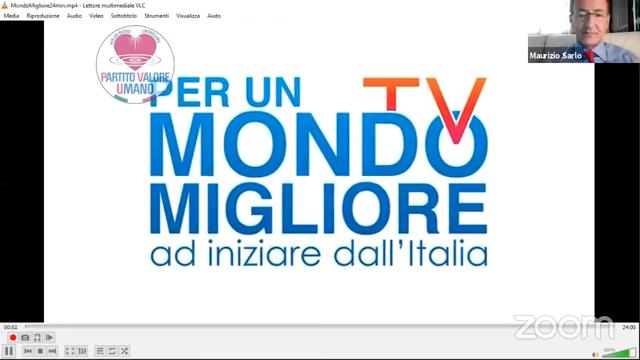 MondoMigliore24min.mp4 - Lettore multimediale VLC
Media Riproduzione Audio Video Sottotitolo Strumenti Visualizza Aiuto
PARTITO VALORE
UMANO
Maurizio Sarlo
PER UN TV
MONDO
MIGLIORE
ad iniziare dall'Italia
00:02
24:00
zoom